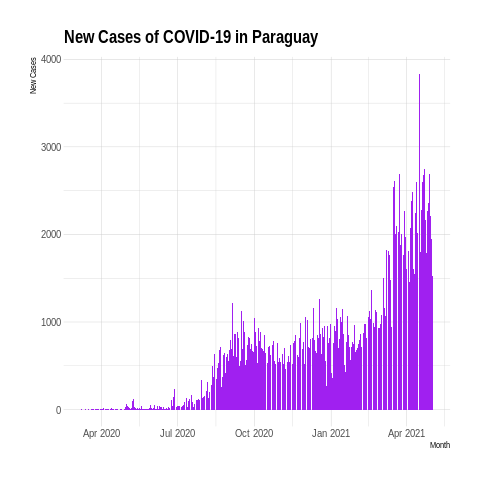 New Cases of COVID-19 in Paraguay
New Cases
4000
3000
2000
1000
0
Apr 2020 Jul 2020 Oct 2020 Jan 2021 Apr 2021
Month